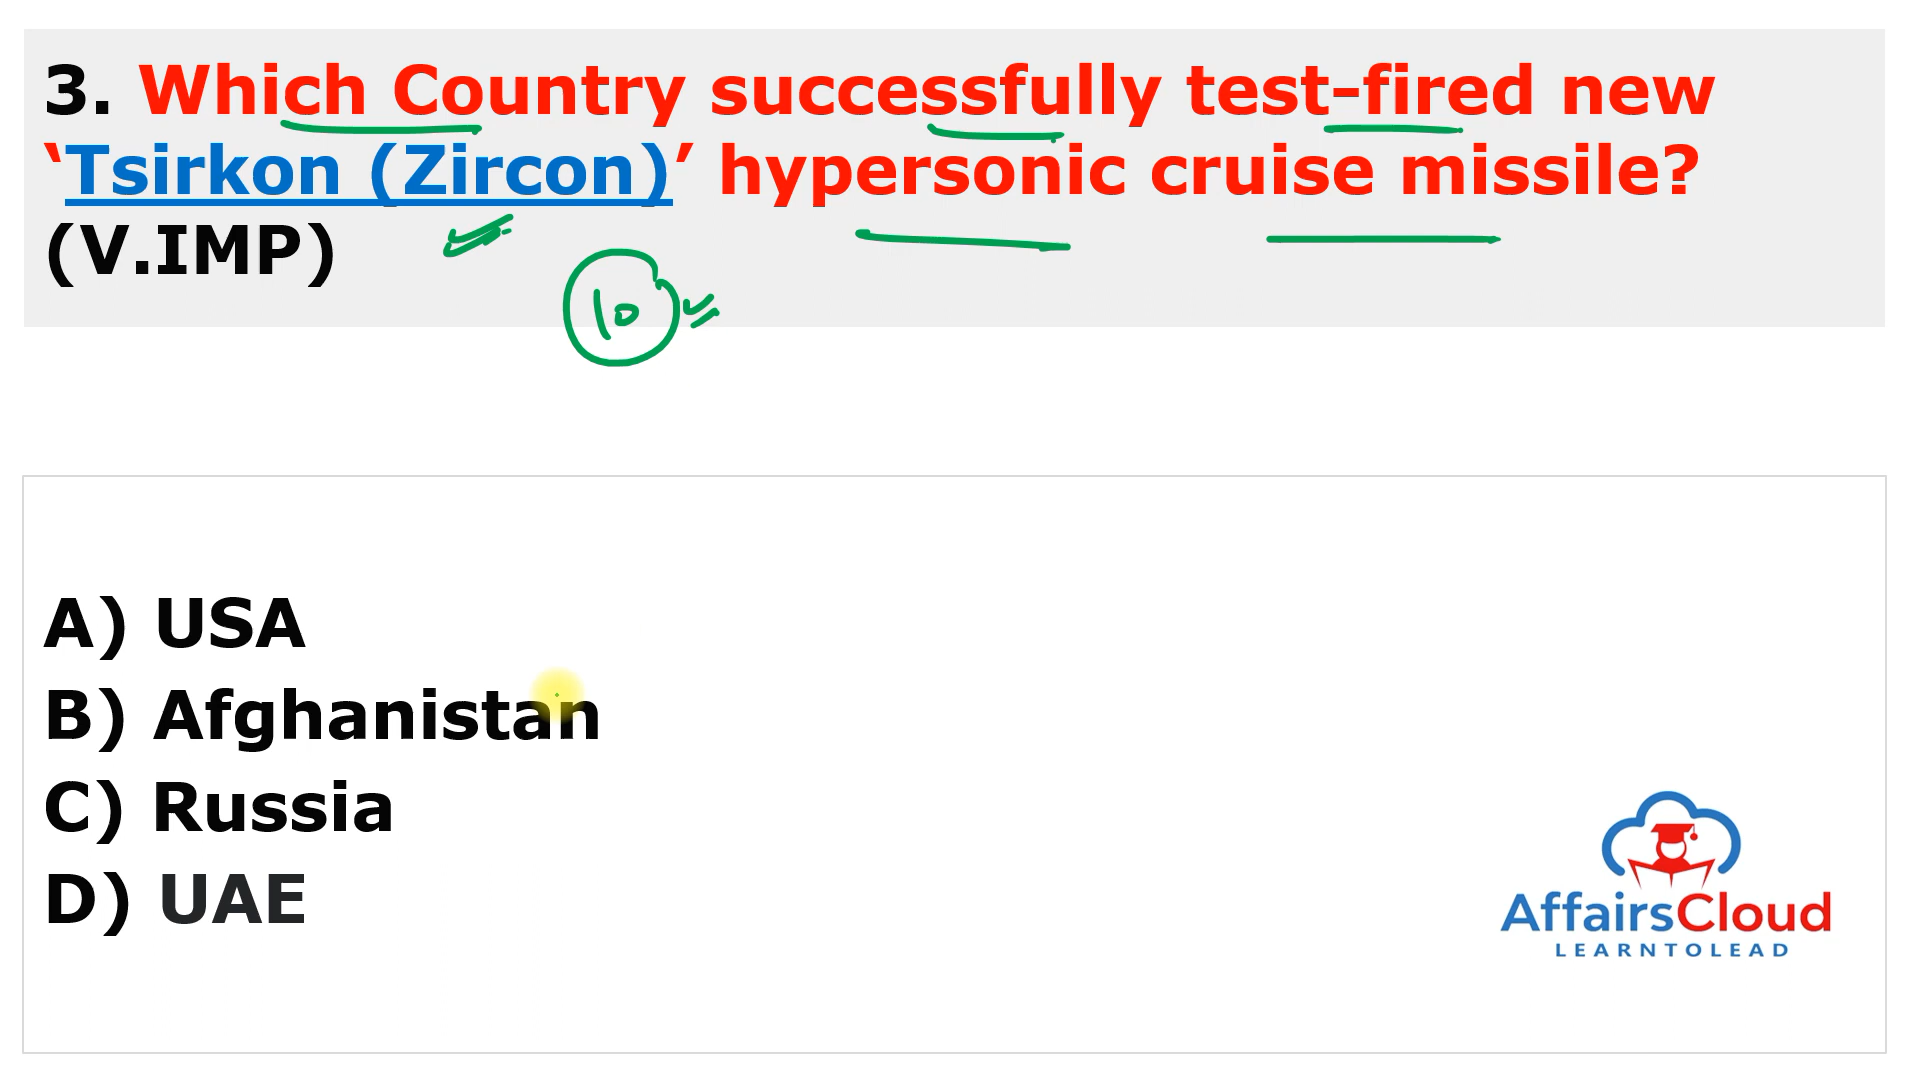 3. Which Country successfully test-fired new
‘Tsirkon (Zircon)’ hypersonic cruise missile?
(V.IMP)
10
A) USA
B) Afghanistan
C) Russia
D) UAE
AffairsCloud
LEARNTOLEAD